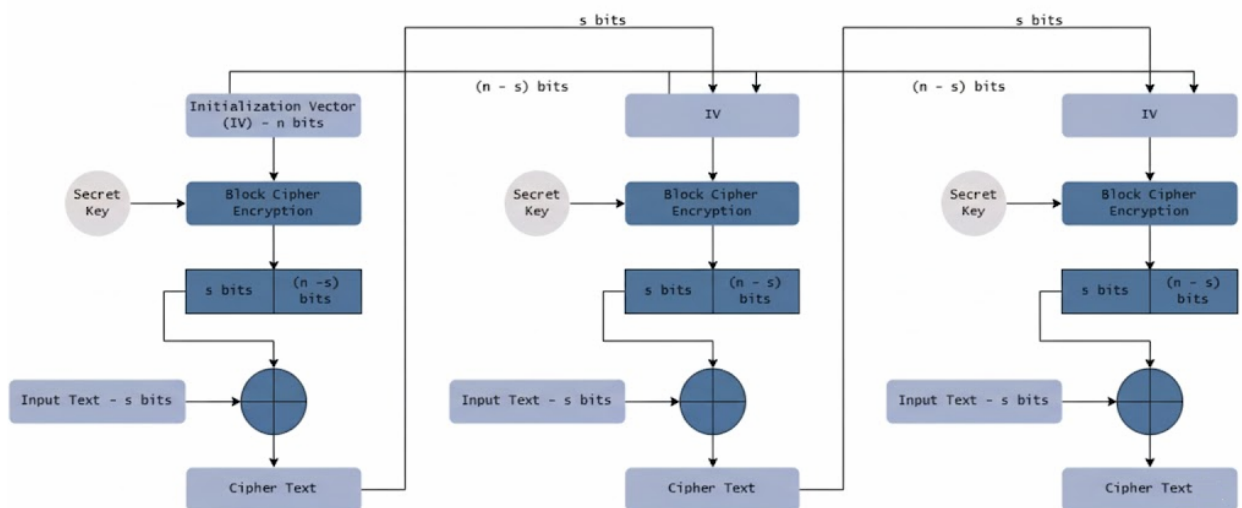 s bits
s bits
(n - s) bits
(n - s) bits
Initialization Vector
(IV) - n bits
IV
IV
Secret
Key
Block Cipher
Encryption
Secret
Key
Block Cipher
Encryption
Secret
Key
Block Cipher
Encryption
s bits
(n -s)
bits
s bits
(n - s)
bits
s bits
(n - s)
bits
Input Text - s bits
Input Text - s bits
Input Text - s bits
Cipher Text
Cipher Text
Cipher Text